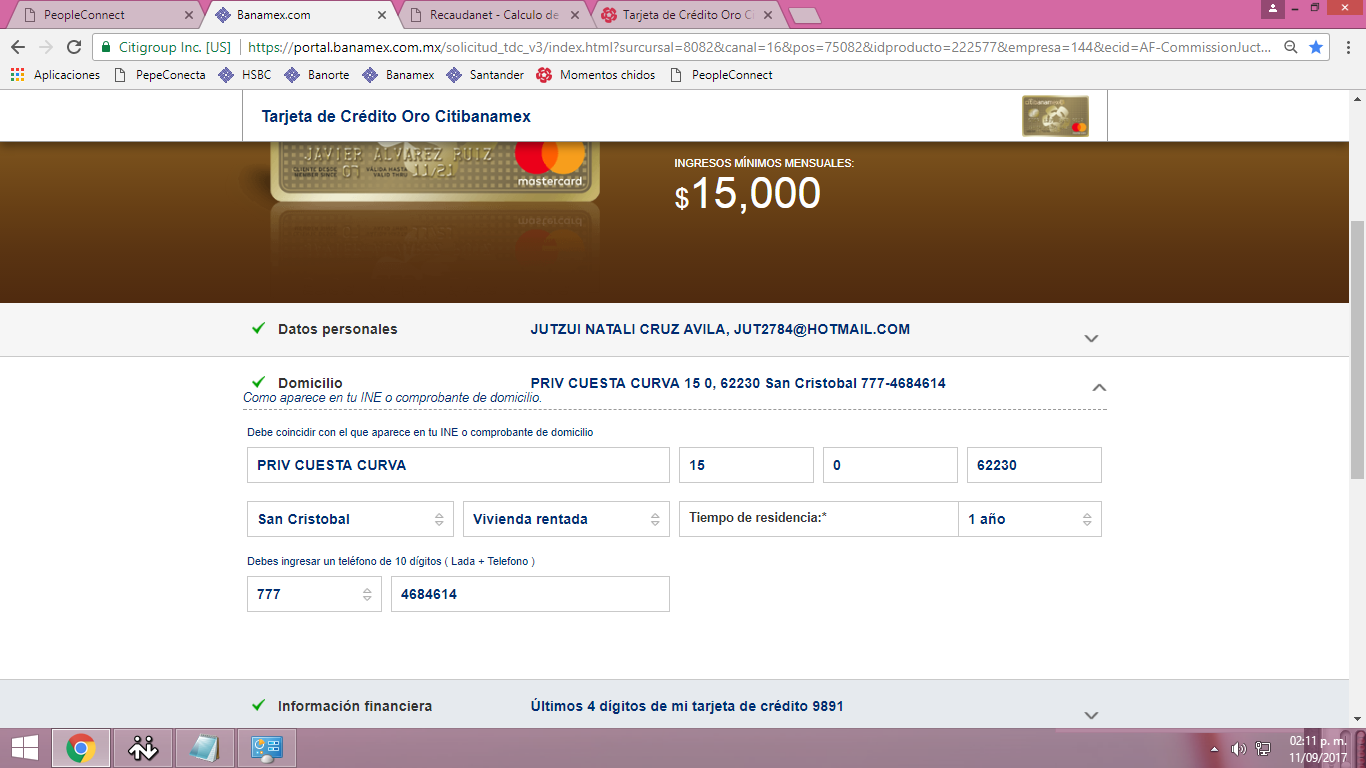 PeopleConnect
Banamex.com
Recaudanet - Calculo de
Tarjeta de Crédito Oro Ci
Citigroup Inc. [US]
https://portal.banamex.com.mx/solicitud_tdc_v3/index.html?sursursal=8082&canal=16&pos=75082&idproducto=222577&empresa=144&ecid=AF-CommissionJuct...
Aplicaciones
PepeConecta
HSBC
Banorte
Banamex
Santander
Momentos chidos
PeopleConnect
Tarjeta de Crédito Oro Citibanamex
JAVIER ALVAREZ RUIZ
07
11/21
mastercard
INGRESOS MÍNIMOS MENSUALES:
$15,000
Datos personales
JUTZUI NATALI CRUZ AVILA, JUT2784@HOTMAIL.COM
Domicilio
PRIV CUESTA CURVA 15 0, 62230 San Cristobal 777-4684614
Como aparece en tu INE o comprobante de domicilio.
Debe coincidir con el que aparece en tu INE o comprobante de domicilio
PRIV CUESTA CURVA
15
0
62230
San Cristobal
Vivienda rentada
Tiempo de residencia:*
1 año
Debes ingresar un teléfono de 10 dígitos ( Lada + Telefono )
777
4684614
Información financiera
Últimos 4 dígitos de mi tarjeta de crédito 9891
02:11 p. m.
11/09/2017